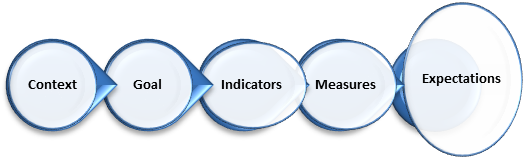 Context
Goal
Indicators
Measures
Expectations